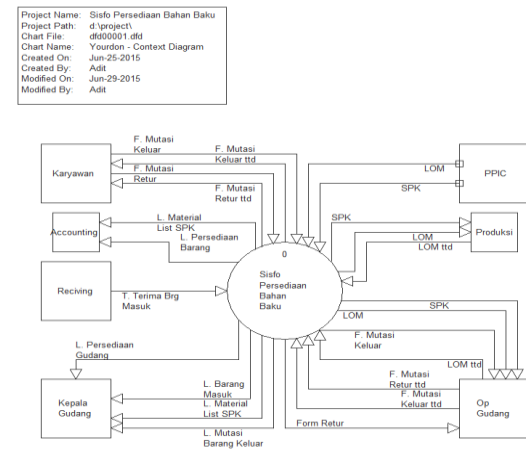 Project Name: Sisfo Persediaan Bahan Baku
Project Path: d:\project\
Chart File: dfd00001.dfd
Chart Name: Yourdon - Context Diagram
Created On: Jun-25-2015
Created By: Adit
Modified On: Jun-29-2015
Modified By: Adit
F. Mutasi
Keluar
F. Mutasi
Keluar ttd
F. Mutasi
Retur
F. Mutasi
Retur ttd
Karyawan
LOM
SPK
PPIC
Accounting
L. Material
List SPK
L. Persediaan
Barang
SPK
LOM
LOM ttd
Produksi
0
Sisfo
Persediaan
Bahan
Baku
Reciving
T. Terima Brg
Masuk
SPK
LOM
F. Mutasi
Keluar
LOM ttd
F. Mutasi
Retur ttd
F. Mutasi
Keluar ttd
Form Retur
Op
Gudang
L. Persediaan
Gudang
Kepala
Gudang
L. Barang
Masuk
L. Material
List SPK
L. Mutasi
Barang Keluar